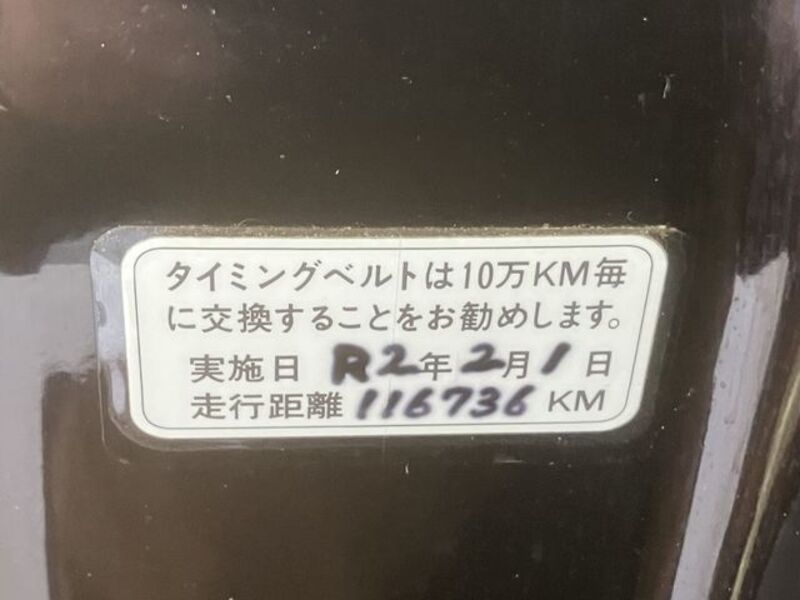 タイミングベルトは10万KM毎
に交換することをお勧めします。
実施日 R2年2月1日
走行距離 116736 KM